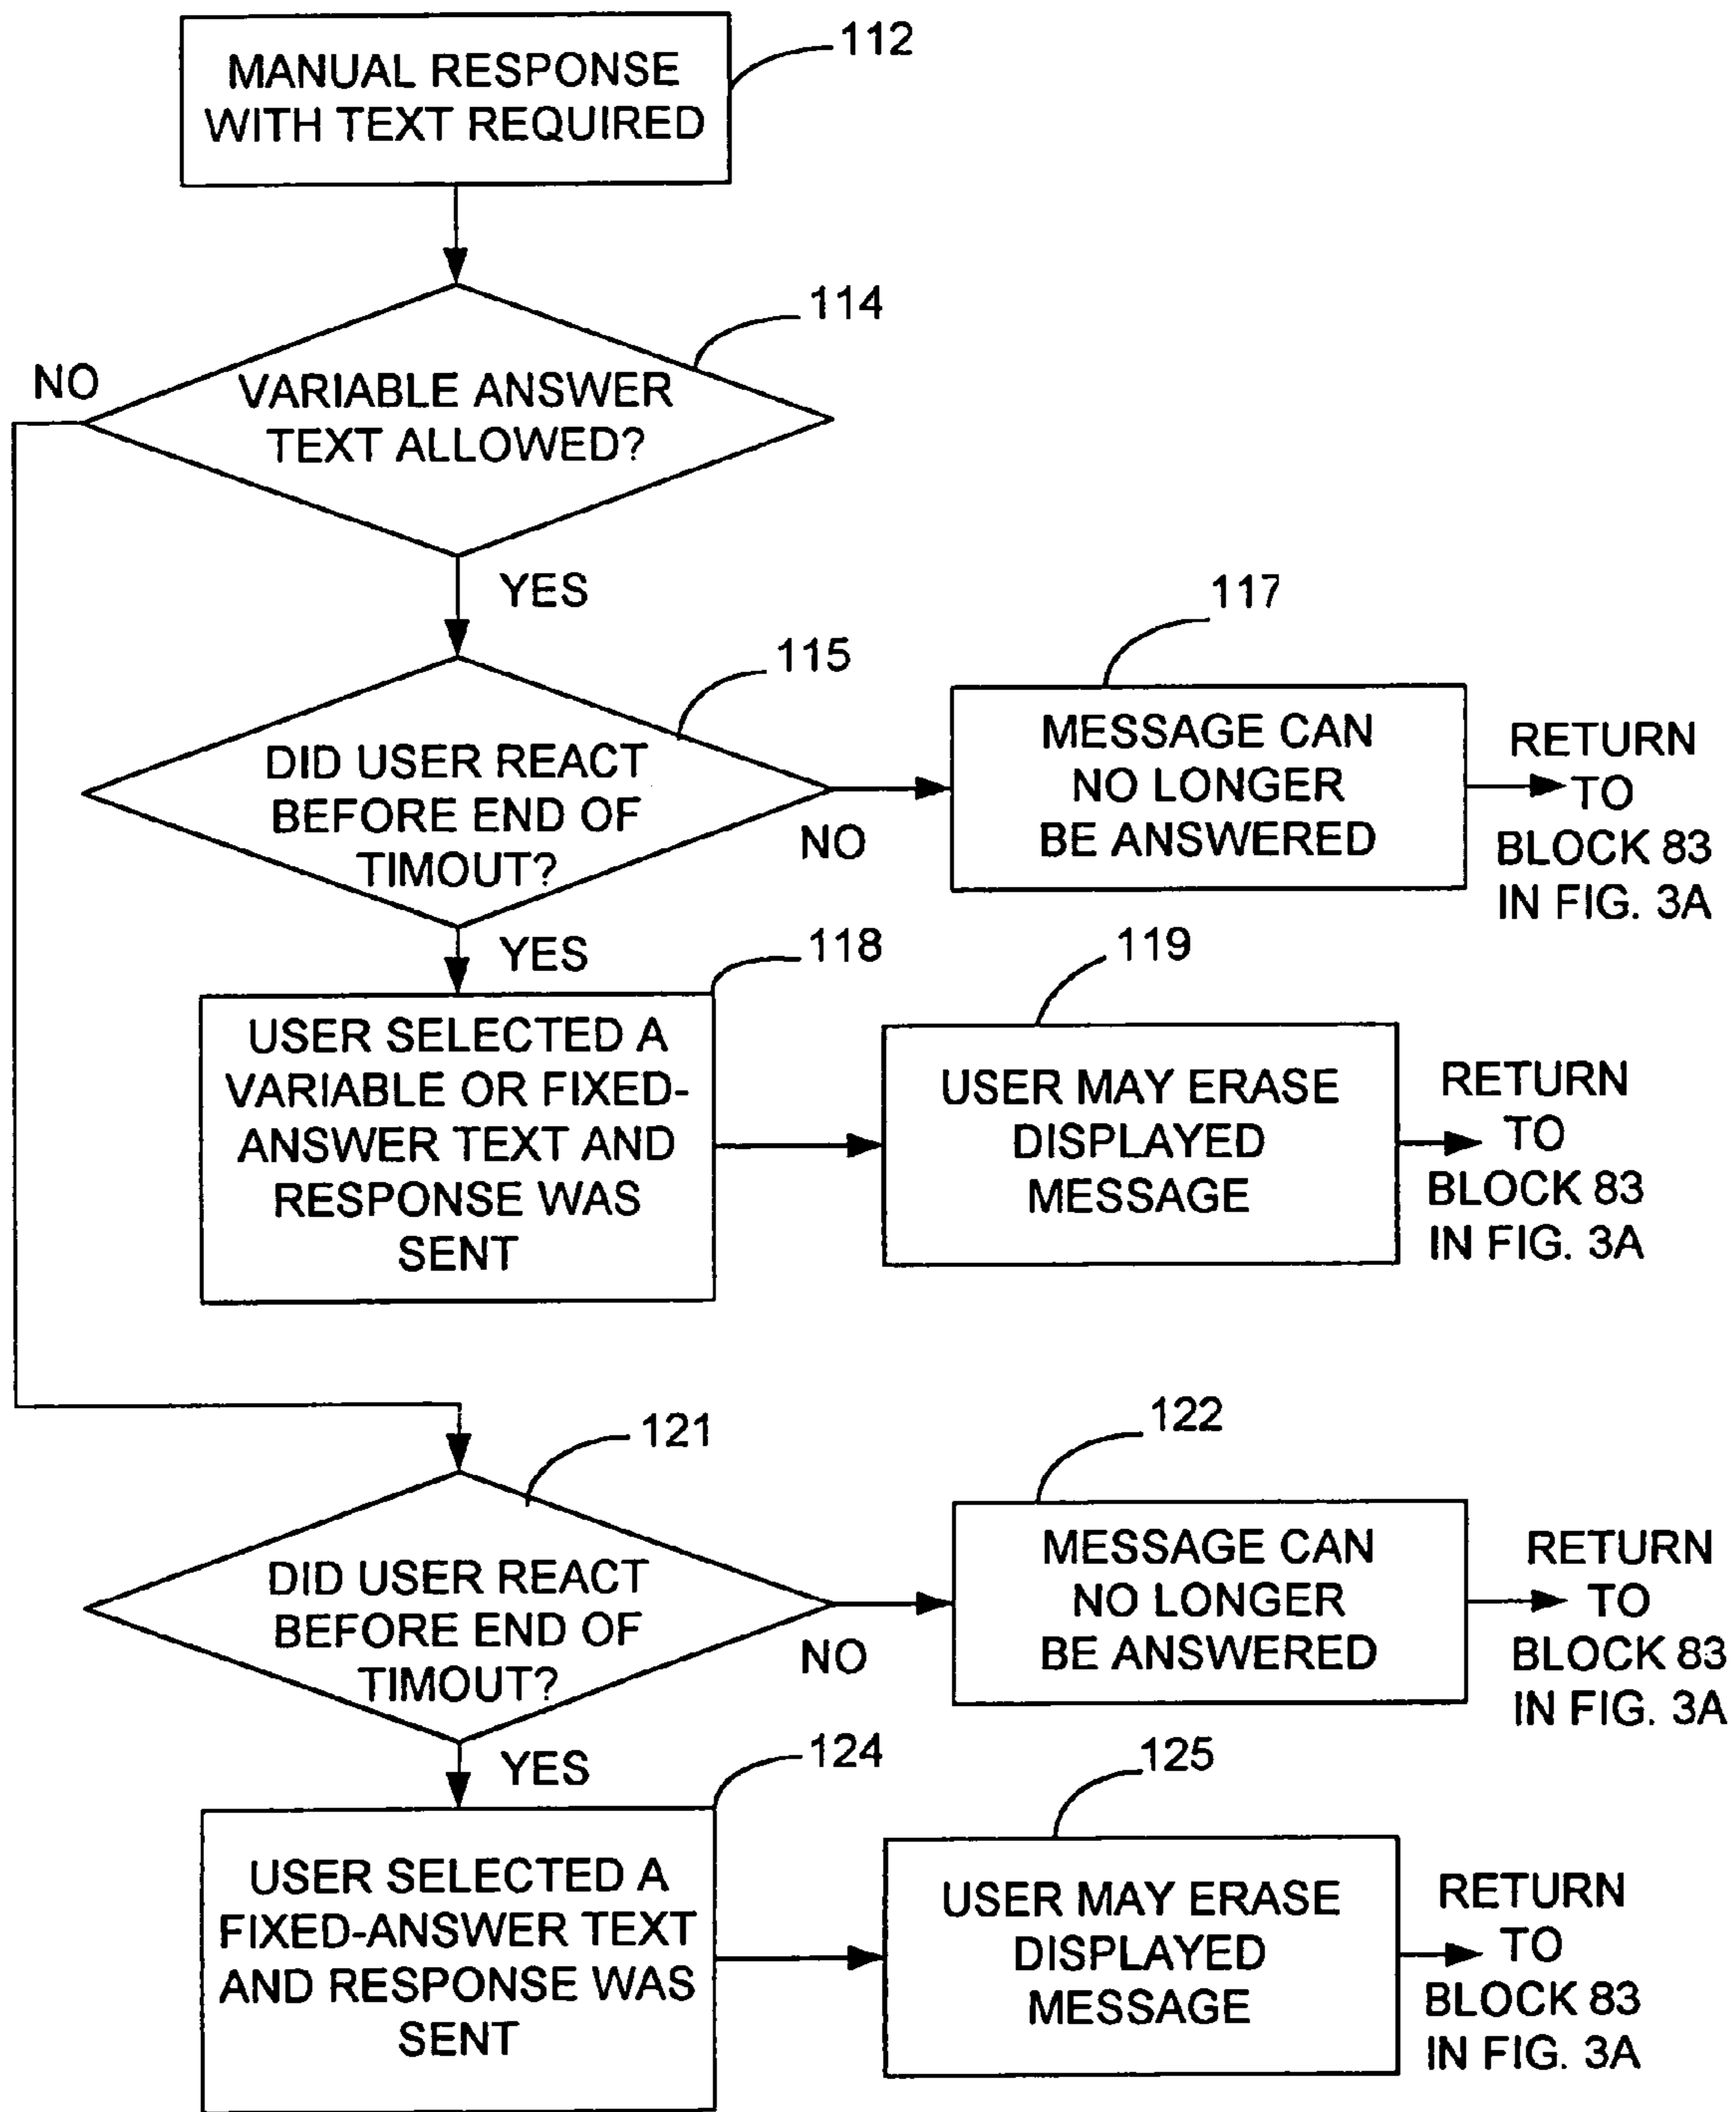 112
MANUAL RESPONSE
WITH TEXT REQUIRED
114
NO
VARIABLE ANSWER
TEXT ALLOWED?
YES
117
115
DID USER REACT
BEFORE END OF
TIMOUT?
NO
MESSAGE CAN
NO LONGER
BE ANSWERED
RETURN
TO
BLOCK 83
IN FIG. 3A
YES
118
119
USER SELECTED A
VARIABLE OR FIXED-
ANSWER TEXT AND
RESPONSE WAS
SENT
USER MAY ERASE
DISPLAYED
MESSAGE
RETURN
TO
BLOCK 83
IN FIG. 3A
121
122
DID USER REACT
BEFORE END OF
TIMOUT?
NO
MESSAGE CAN
NO LONGER
BE ANSWERED
RETURN
TO
BLOCK 83
IN FIG. 3A
YES
124
125
USER SELECTED A
FIXED-ANSWER TEXT
AND RESPONSE WAS
SENT
USER MAY ERASE
DISPLAYED
MESSAGE
RETURN
TO
BLOCK 83
IN FIG. 3A